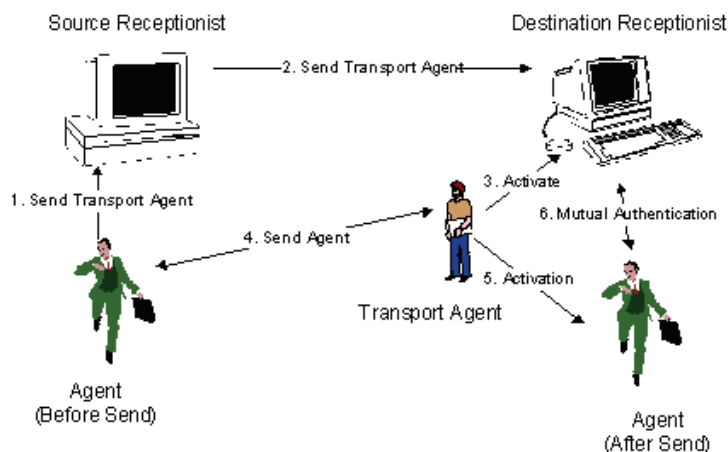 Source Receptionist
Destination Receptionist
2. Send Transport Agent
1. Send Transport Agent
3. Activate
4. Send Agent
6. Mutual Authentication
5. Activation
Transport Agent
Agent
(Before Send)
Agent
(After Send)